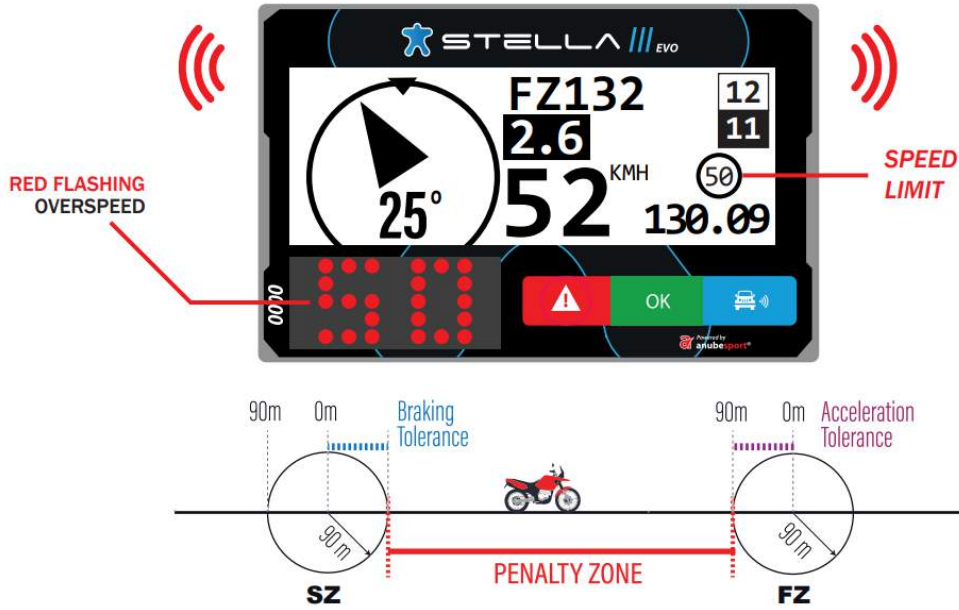 STELLA III EVO
FZ132
12
2.6
11
52 KMH
50
130.09
25°
SPEED
LIMIT
RED FLASHING
OVERSPEED
50
0000
OK
Powered by
anubesport®
90m 0m Braking
Tolerance
90m 0m Acceleration
Tolerance
90 m
90 m
PENALTY ZONE
SZ
FZ